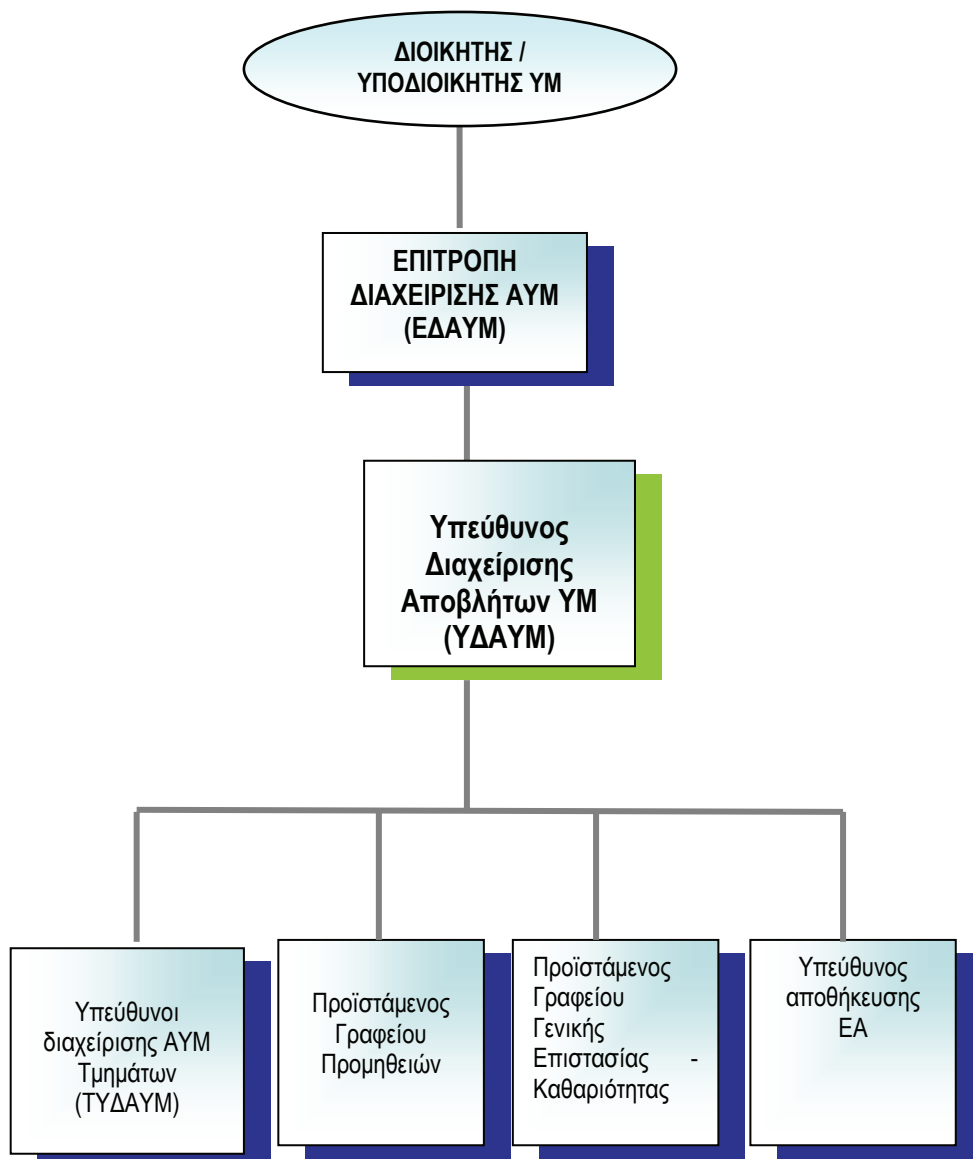 ΔΙΟΙΚΗΤΗΣ /
ΥΠΟΔΙΟΙΚΗΤΗΣ ΥΜ
ΕΠΙΤΡΟΠΗ
ΔΙΑΧΕΙΡΙΣΗΣ ΑΥΜ
(ΕΔΑΥΜ)
Υπεύθυνος
Διαχείρισης
Αποβλήτων ΥΜ
(ΥΔΑΥΜ)
Υπεύθυνοι
διαχείρισης ΑΥΜ
Τμημάτων
(ΤΥΔΑΥΜ)
Προϊστάμενος
Γραφείου
Προμηθειών
Προϊστάμενος
Γραφείου
Γενικής
Επιστασίας -
Καθαριότητας
Υπεύθυνος
αποθήκευσης
ΕΑ